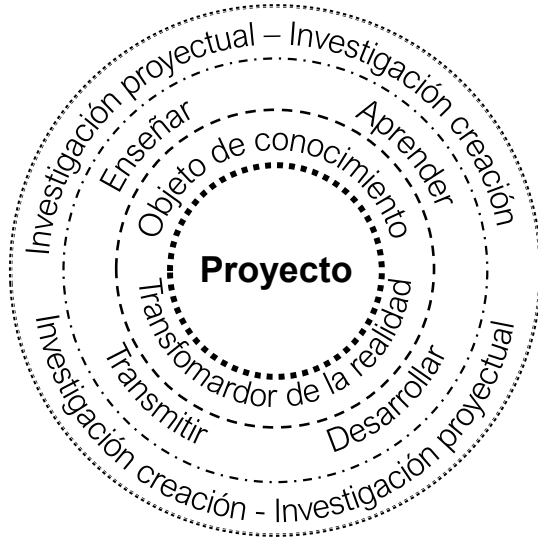 Investigación proyectual – Investigación creación
Enseñar
Aprender
Objeto de conocimiento
Proyecto
Transfomardor de la realidad
Transmitir
Desarrollar
Investigación creación - Investigación proyectual